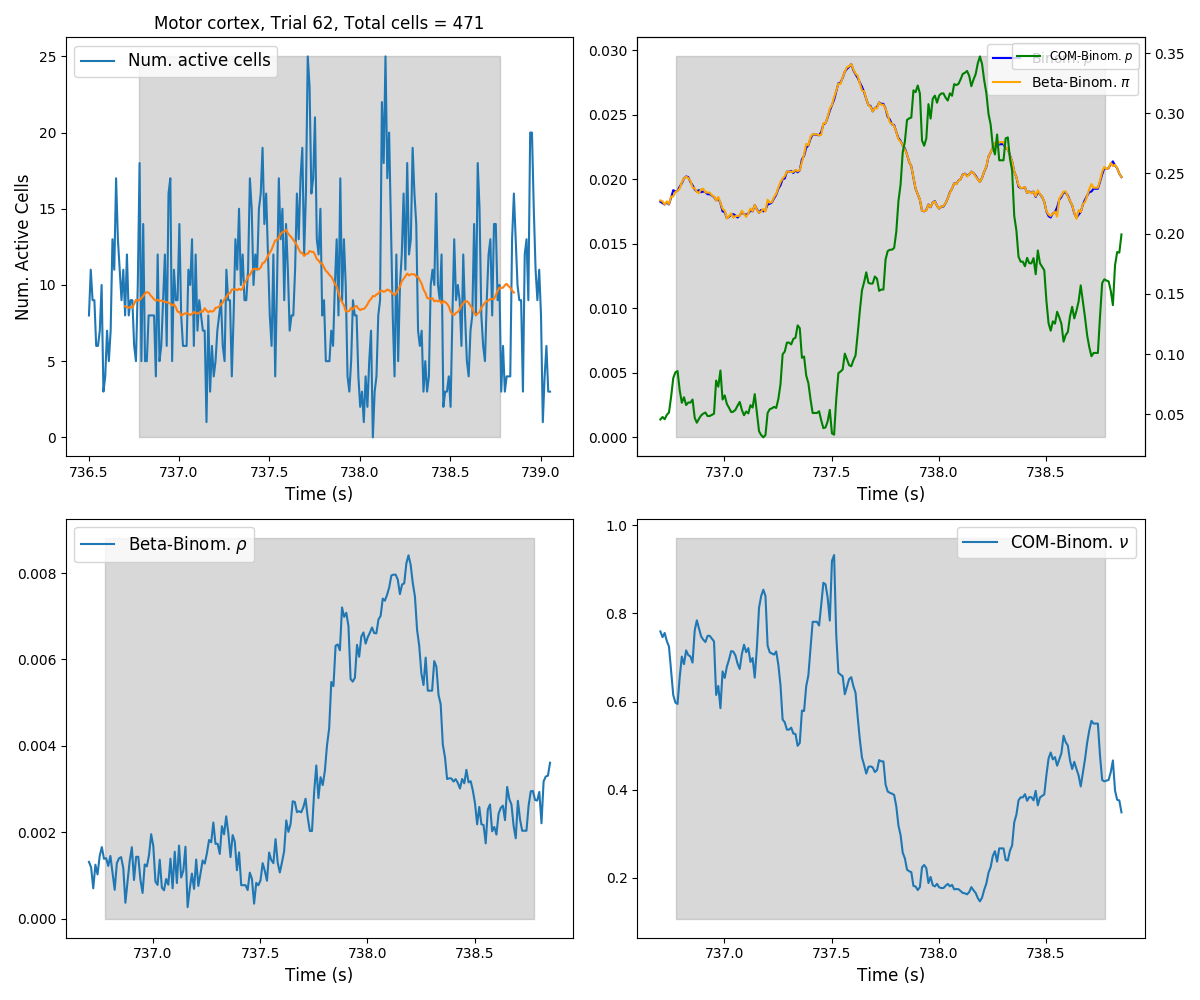 Motor cortex, Trial 62, Total cells = 471
Num. active cells
Num. Active Cells
25
20
15
10
5
0
736.5 737.0 737.5 738.0 738.5 739.0
Time (s)
COM-Binom. p
Beta-Binom. π
0.030
0.025
0.020
0.015
0.010
0.005
0.000
0.35
0.30
0.25
0.20
0.15
0.10
0.05
737.0 737.5 738.0 738.5
Time (s)
Beta-Binom. ρ
0.008
0.006
0.004
0.002
0.000
737.0 737.5 738.0 738.5
Time (s)
COM-Binom. ν
1.0
0.8
0.6
0.4
0.2
737.0 737.5 738.0 738.5
Time (s)